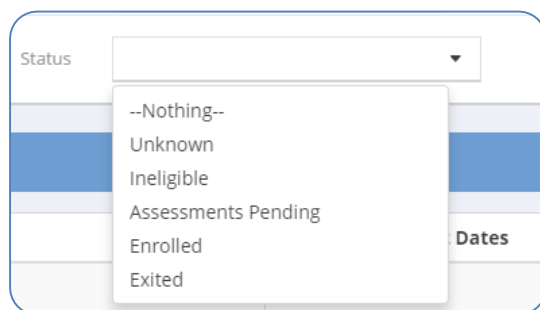 Status
--Nothing--
Unknown
Ineligible
Assessments Pending
Enrolled
Dates
Exited